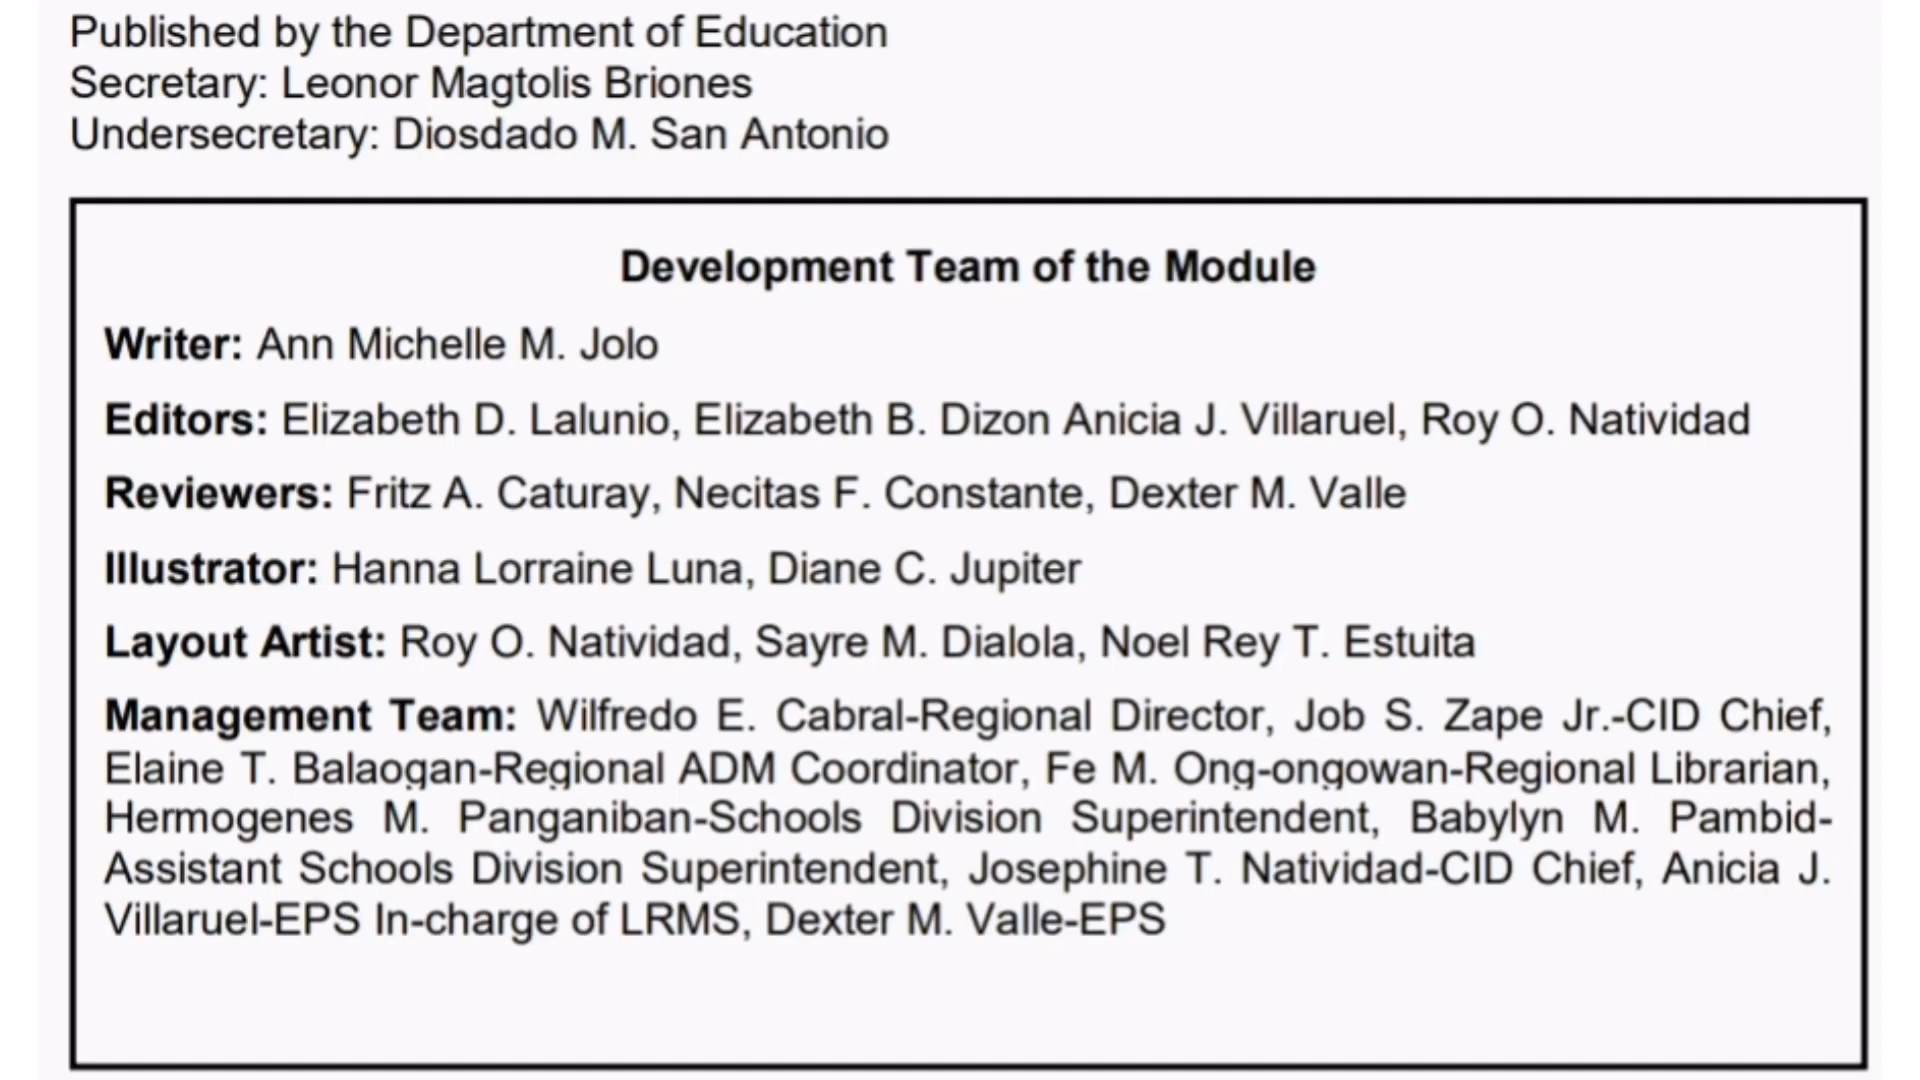 Published by the Department of Education
Secretary: Leonor Magtolis Briones
Undersecretary: Diosdado M. San Antonio
Development Team of the Module
Writer: Ann Michelle M. Jolo
Editors: Elizabeth D. Lalunio, Elizabeth B. Dizon Anicia J. Villaruel, Roy O. Natividad
Reviewers: Fritz A. Caturay, Necitas F. Constante, Dexter M. Valle
Illustrator: Hanna Lorraine Luna, Diane C. Jupiter
Layout Artist: Roy O. Natividad, Sayre M. Dialola, Noel Rey T. Estuita
Management Team: Wilfredo E. Cabral-Regional Director, Job S. Zape Jr.-CID Chief,
Elaine T. Balaogan-Regional ADM Coordinator, Fe M. Ong-ongowan-Regional Librarian,
Hermogenes M. Panganiban-Schools Division Superintendent, Babylyn M. Pambid-
Assistant Schools Division Superintendent, Josephine T. Natividad-CID Chief, Anicia J.
Villaruel-EPS In-charge of LRMS, Dexter M. Valle-EPS